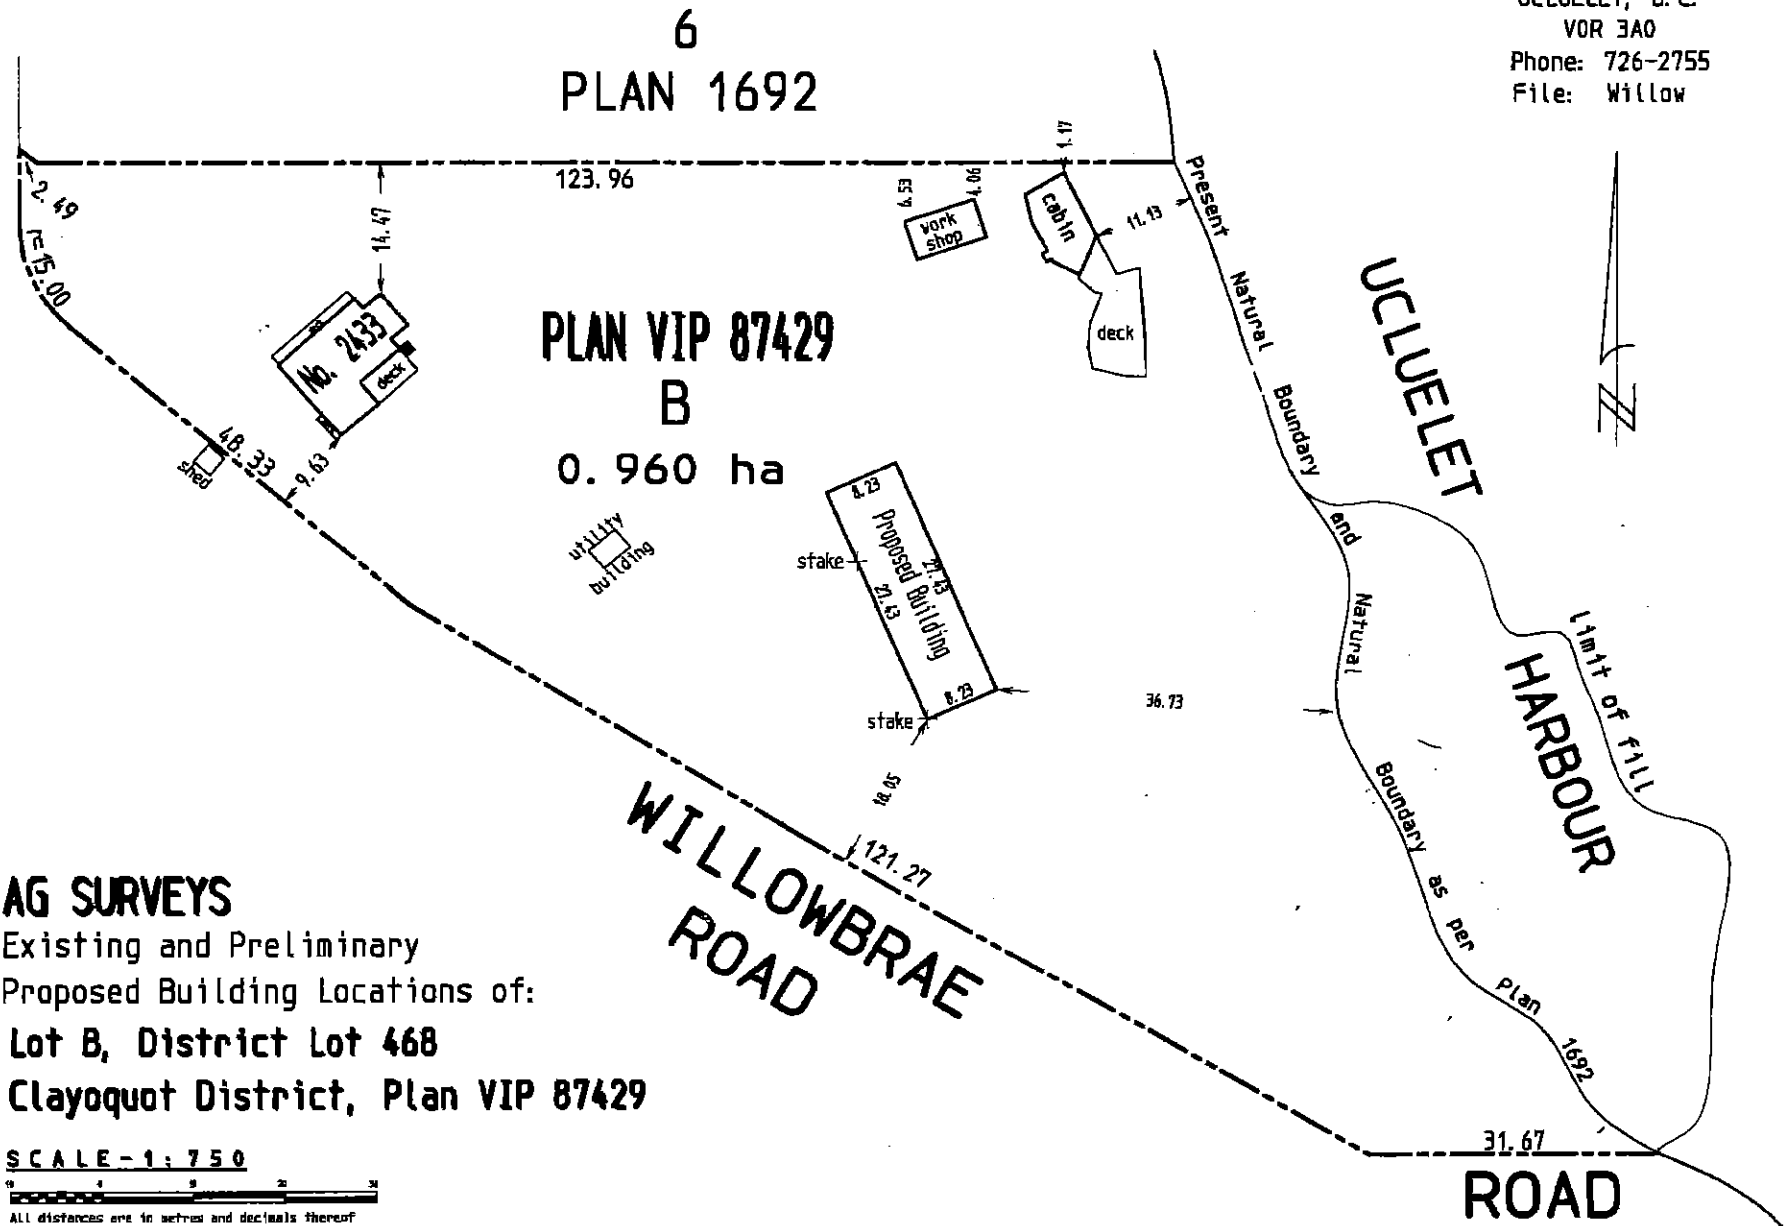 6
PLAN 1692
VOR 3A0
Phone: 726-2755
File: Willow
123.96
2.49
r=15.00
14.47
6.53
4.06
1.17
work
shop
cabin
11.13
deck
No. 2433
deck
PLAN VIP 87429
B
0.960 ha
48.33
shed
9.63
utility
building
8.23
Proposed Building
27.43
27.43
stake
8.23
stake
36.73
18.05
121.27
WILLOWBRAE
ROAD
Present Natural Boundary and Natural Boundary as per Plan 1692
UCLUELET
HARBOUR
limit of fill
N
31.67
ROAD
AG SURVEYS
Existing and Preliminary
Proposed Building Locations of:
Lot B, District Lot 468
Clayoquot District, Plan VIP 87429
SCALE-1:750
All distances are in metres and decimals thereof